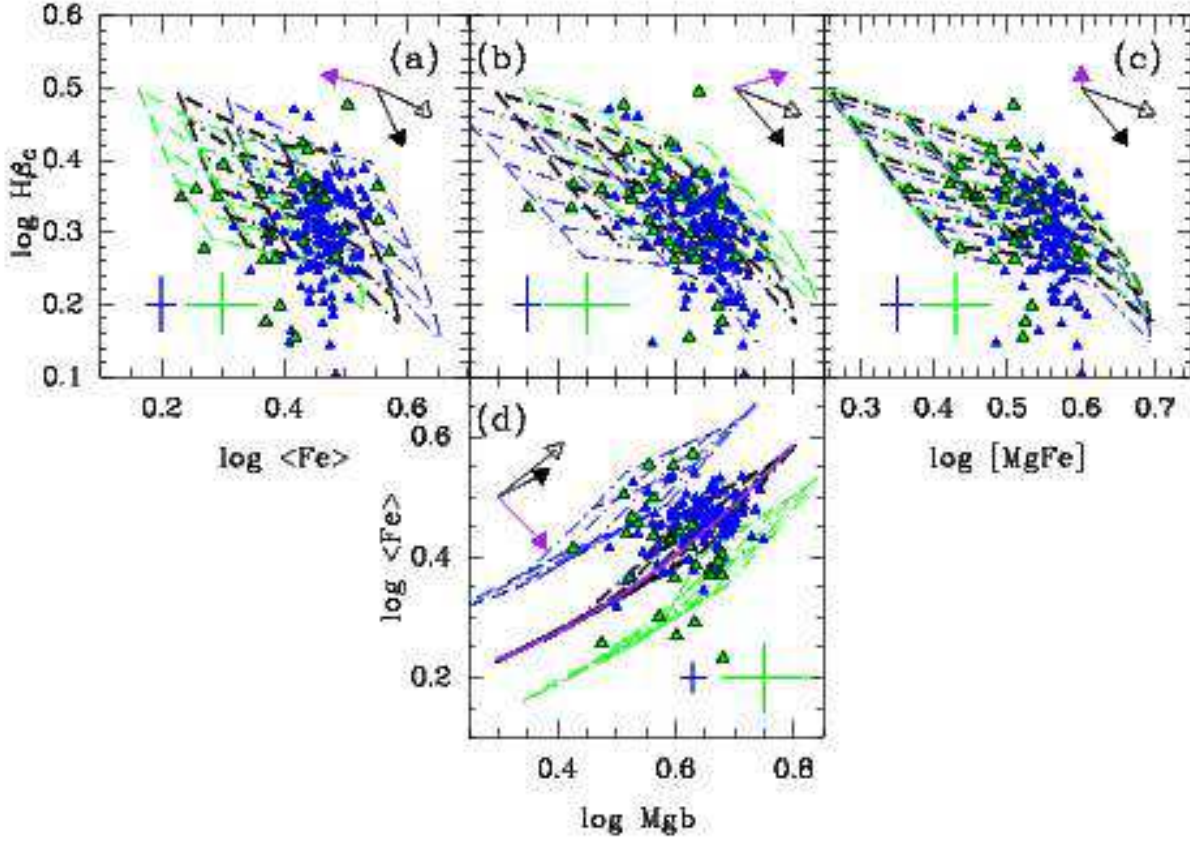 0.6
0.5
0.4
0.3
0.2
0.1
log Hβ_G
(a)
(b)
(c)
0.2 0.4 0.6
log <Fe>
0.3 0.4 0.5 0.6 0.7
log [MgFe]
(d)
0.6
0.4
0.2
log <Fe>
0.4 0.6 0.8
log Mgb